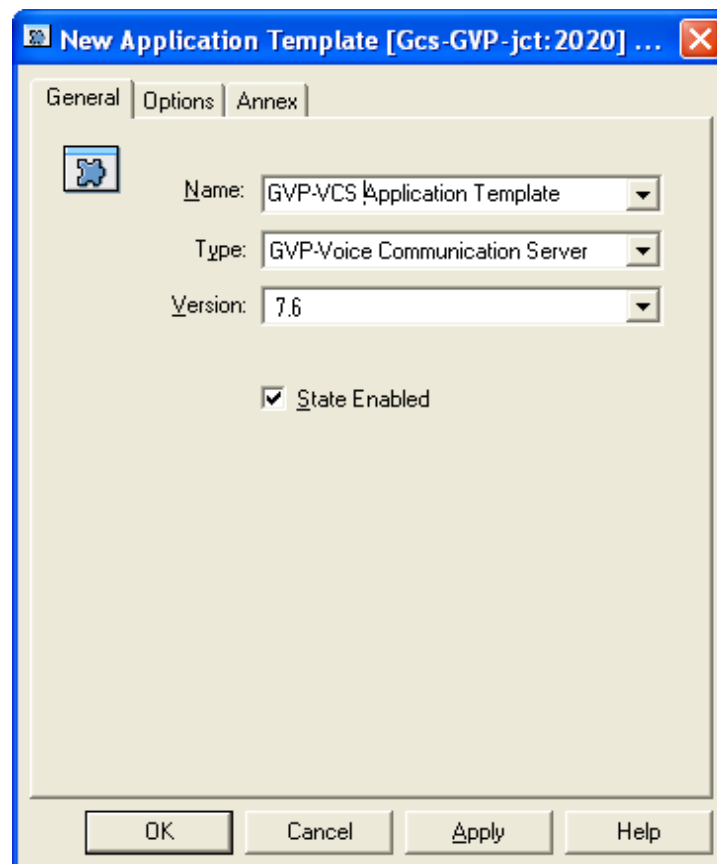 New Application Template [Gcs-GVP-jct:2020] ...
General Options Annex
Name: GVP-VCS Application Template
Type: GVP-Voice Communication Server
Version: 7.6
State Enabled
OK Cancel Apply Help